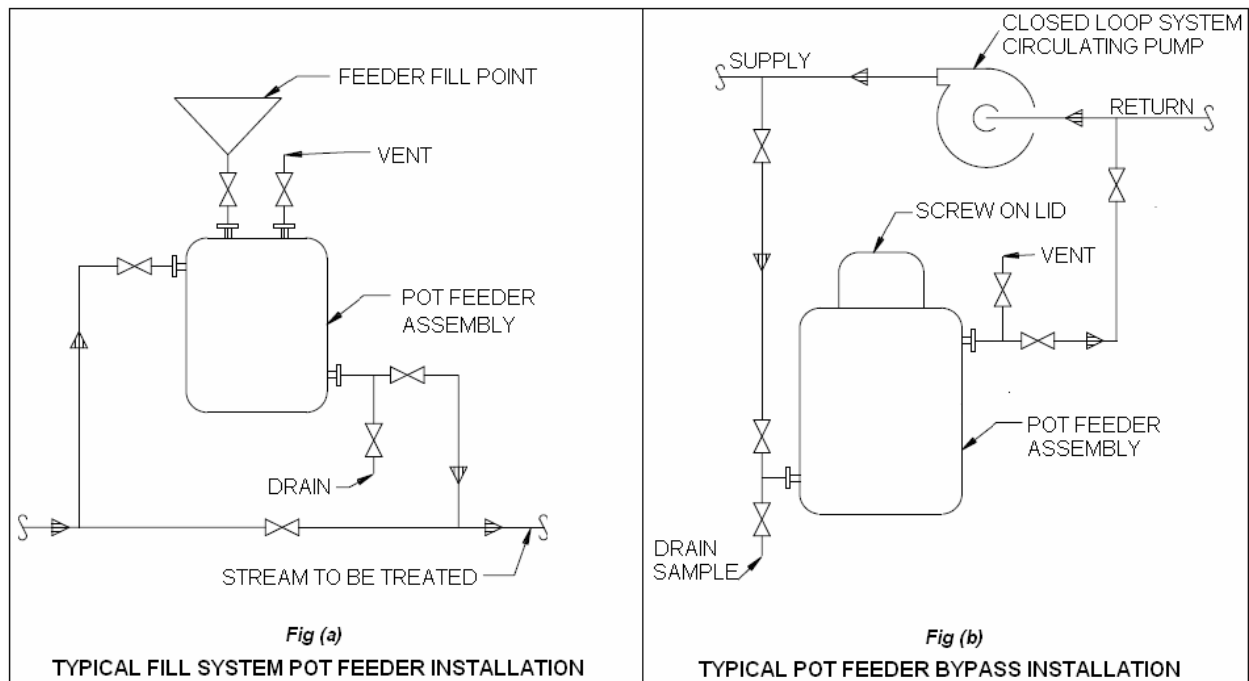 FEEDER FILL POINT
VENT
POT FEEDER
ASSEMBLY
DRAIN
STREAM TO BE TREATED
Fig (a)
TYPICAL FILL SYSTEM POT FEEDER INSTALLATION
CLOSED LOOP SYSTEM
CIRCULATING PUMP
SUPPLY
RETURN
SCREW ON LID
VENT
POT FEEDER
ASSEMBLY
DRAIN
SAMPLE
Fig (b)
TYPICAL POT FEEDER BYPASS INSTALLATION